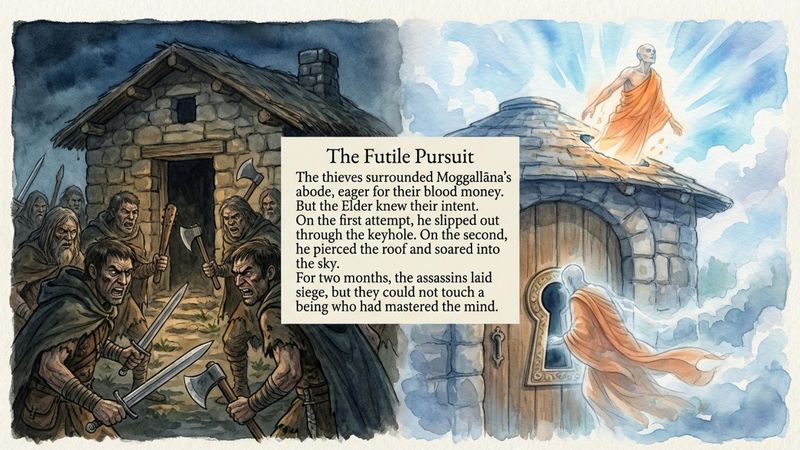 The Futile Pursuit
The thieves surrounded Moggallāna's
abode, eager for their blood money.
But the Elder knew their intent.
On the first attempt, he slipped out
through the keyhole. On the second,
he pierced the roof and soared into
the sky.
For two months, the assassins laid
siege, but they could not touch a
being who had mastered the mind.